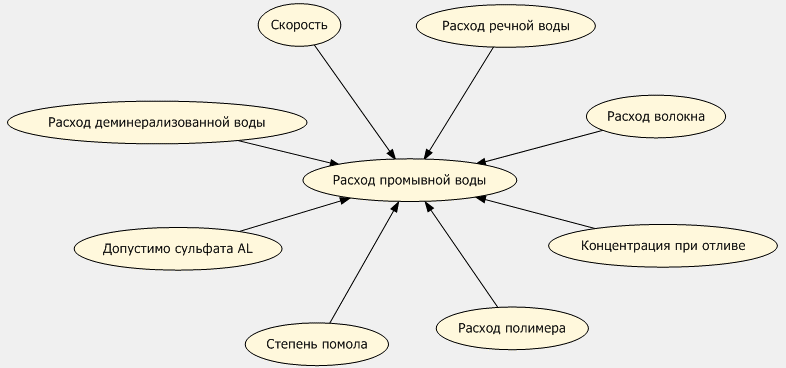 Скорость
Расход речной воды
Расход деминерализованной воды
Расход волокна
Расход промывной воды
Допустимо сульфата AL
Концентрация при отливе
Степень помола
Расход полимера